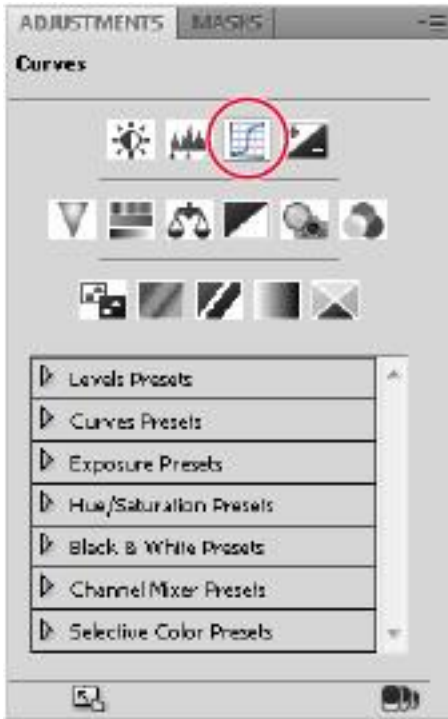 ADJUSTMENTS MASKS
Curves
Levels Presets
Curves Presets
Exposure Presets
Hue/Saturation Presets
Black & White Presets
Channel Mixer Presets
Selective Color Presets